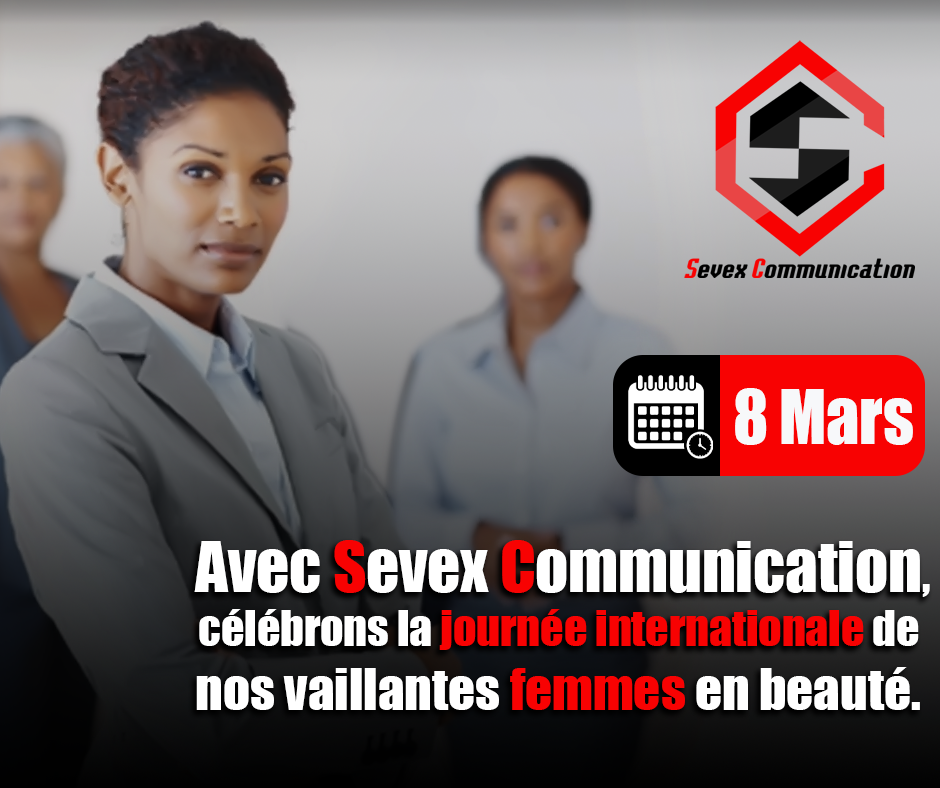 Sevex Communication
8 Mars
Avec Sevex Communication,
célébrons la journée internationale de
nos vaillantes femmes en beauté.